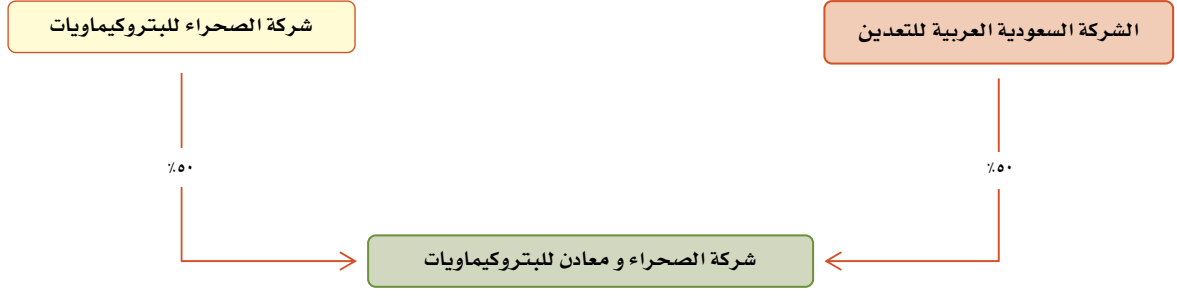 الشركة السعودية العربية للتعدين
شركة الصحراء للبتروكيماويات
٥٠٪
٥٠٪
شركة الصحراء و معادن للبتروكيماويات